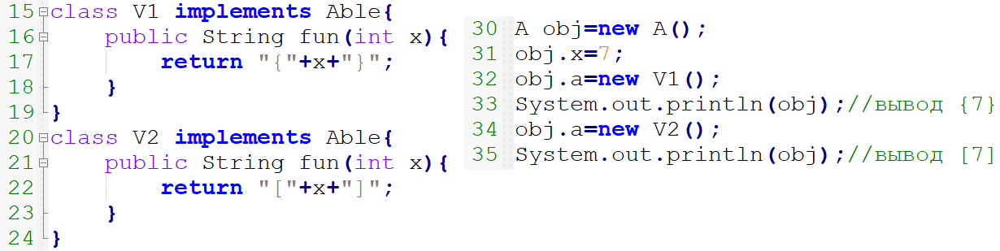 15 class V1 implements Able{
16     public String fun(int x){
17         return "{"+x+"}";
18     }
19 }
20 class V2 implements Able{
21     public String fun(int x){
22         return "["+x+"]";
23     }
24 }
30 A obj=new A();
31 obj.x=7;
32 obj.a=new V1();
33 System.out.println(obj);//вывод {7}
34 obj.a=new V2();
35 System.out.println(obj);//вывод [7]